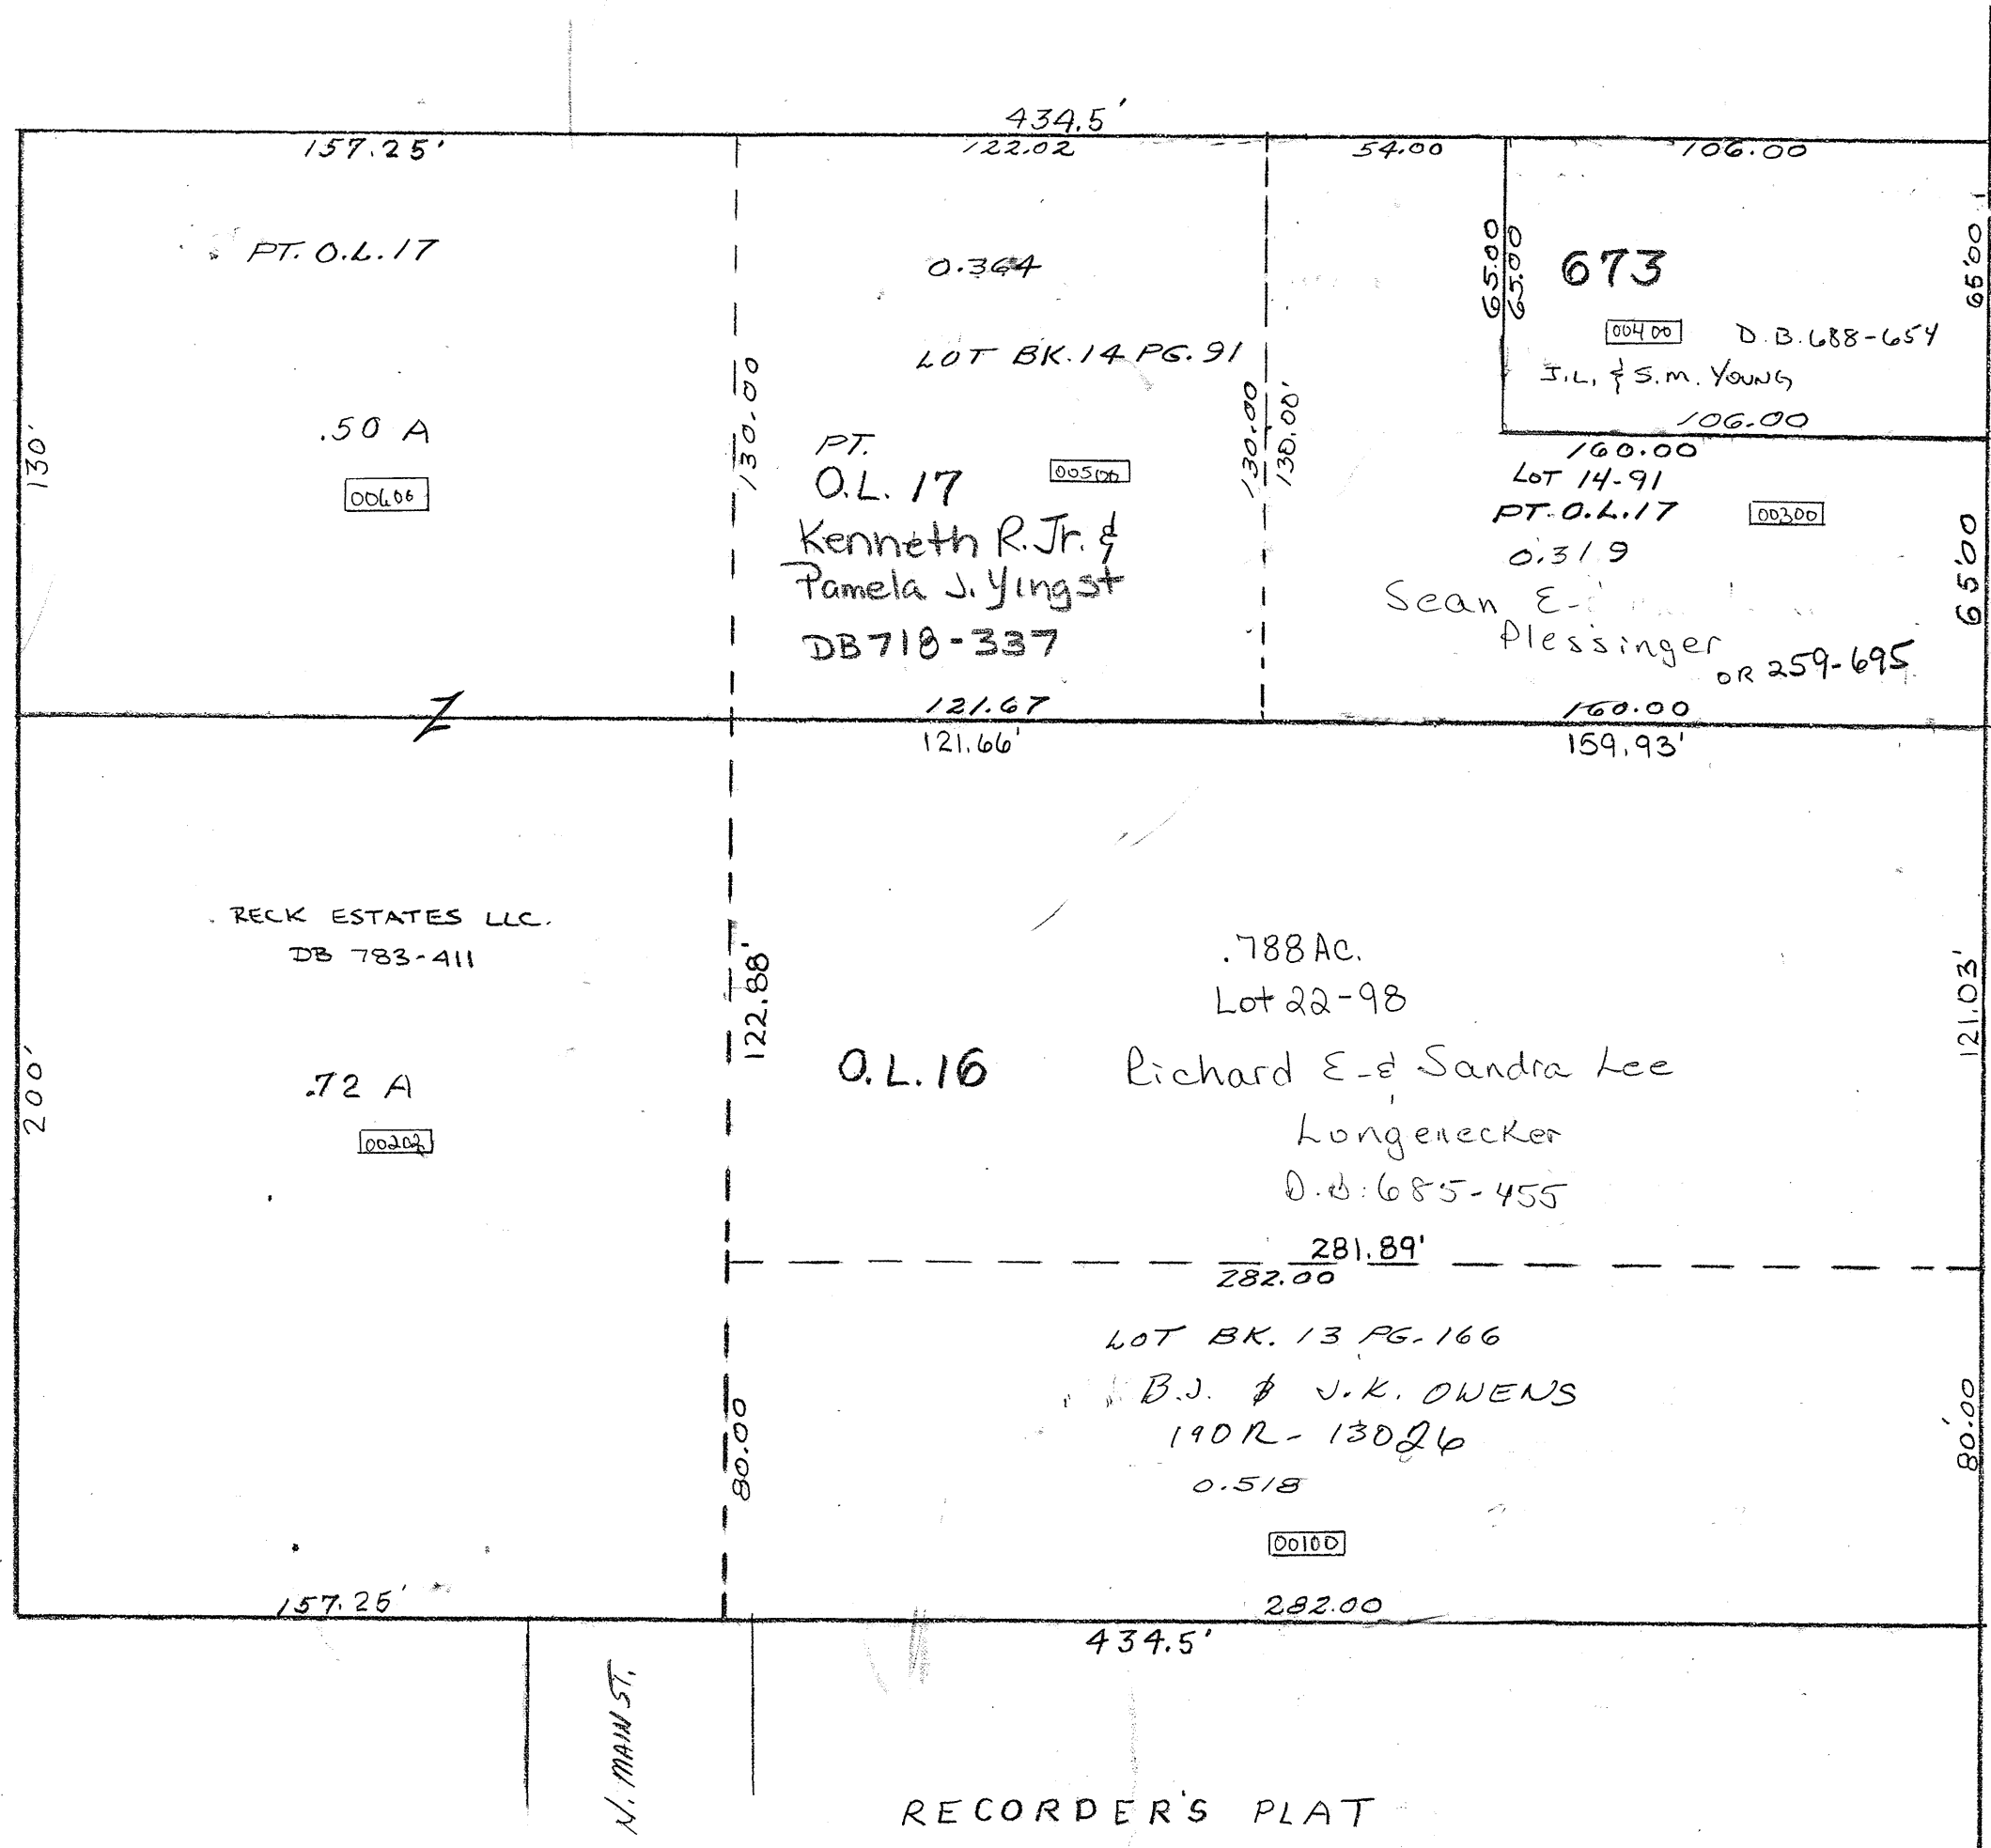 434.5'
157.25'
122.02
54.00
106.00
PT. O.L. 17
.50 A
130'
130.00
0.364
LOT BK. 14 PG. 91
PT.
O.L. 17
00500
Kenneth R. Jr. &
Pamela J. Yingst
DB 718-337
130.00
130.00'
121.67
65.00
65.00
673
00400
D.B. 688-654
J.L. & S.M. YOUNG
106.00
65'00
160.00
LOT 14-91
PT. O.L. 17
00300
0.319
Sean E.
Plessinger
OR 259-695
65'00
160.00
Z
121.66'
159.93'
RECK ESTATES LLC.
DB 783-411
.72 A
200'
122.88'
O.L. 16
.788 AC.
Lot 22-98
Richard E. & Sandra Lee
Longenecker
D.B. 685-455
121.03'
281.89'
282.00
LOT BK. 13 PG. 166
B.J. & J.K. OWENS
190R- 13026
0.518
00100
80.00
80.00
157.25'
282.00
434.5'
N. MAIN ST.
RECORDER'S PLAT